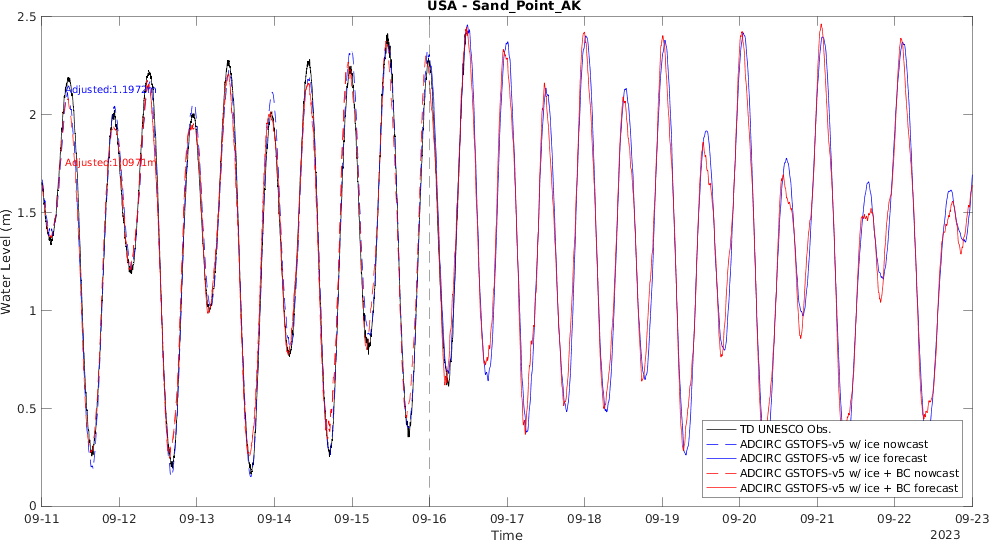 USA - Sand_Point_AK
2.5
2
1.5
1
0.5
0
Water Level (m)
Adjusted:1.1972m
Adjusted:1.0971m
TD UNESCO Obs.
ADCIRC GSTOFS-v5 w/ ice nowcast
ADCIRC GSTOFS-v5 w/ ice forecast
ADCIRC GSTOFS-v5 w/ ice + BC nowcast
ADCIRC GSTOFS-v5 w/ ice + BC forecast
09-11 09-12 09-13 09-14 09-15 09-16 09-17 09-18 09-19 09-20 09-21 09-22 09-23
Time
2023